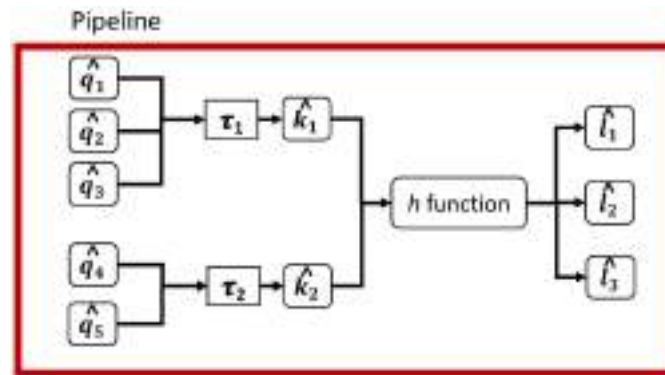 Pipeline
q̂₁
q̂₂
q̂₃
τ₁
k̂₁
q̂₄
q̂₅
τ₂
k̂₂
h function
l̂₁
l̂₂
l̂₃